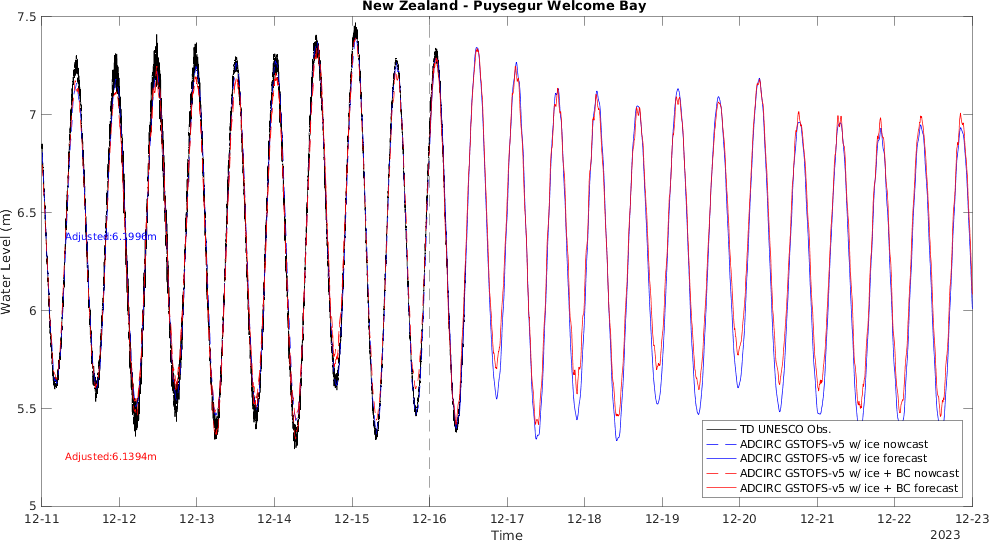 New Zealand - Puysegur Welcome Bay
7.5
7
6.5
6
5.5
5
Water Level (m)
Adjusted:6.1996m
Adjusted:6.1394m
TD UNESCO Obs.
ADCIRC GSTOFS-v5 w/ ice nowcast
ADCIRC GSTOFS-v5 w/ ice forecast
ADCIRC GSTOFS-v5 w/ ice + BC nowcast
ADCIRC GSTOFS-v5 w/ ice + BC forecast
12-11 12-12 12-13 12-14 12-15 12-16 12-17 12-18 12-19 12-20 12-21 12-22 12-23
Time
2023